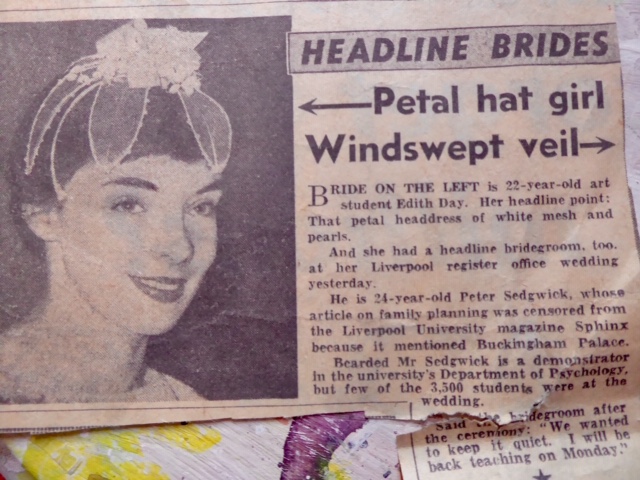 HEADLINE BRIDES
←Petal hat girl
Windswept veil→
BRIDE ON THE LEFT is 22-year-old art
student Edith Day. Her headline point:
That petal headdress of white mesh and
pearls.
And she had a headline bridegroom, too,
at her Liverpool register office wedding
yesterday.
He is 24-year-old Peter Sedgwick, whose
article on family planning was censored from
the Liverpool University magazine Sphinx
because it mentioned Buckingham Palace.
Bearded Mr Sedgwick is a demonstrator
in the university's Department of Psychology,
but few of the 3,500 students were at the
wedding.
Said the bridegroom after
the ceremony: "We wanted
to keep it quiet. I will be
back teaching on Monday."